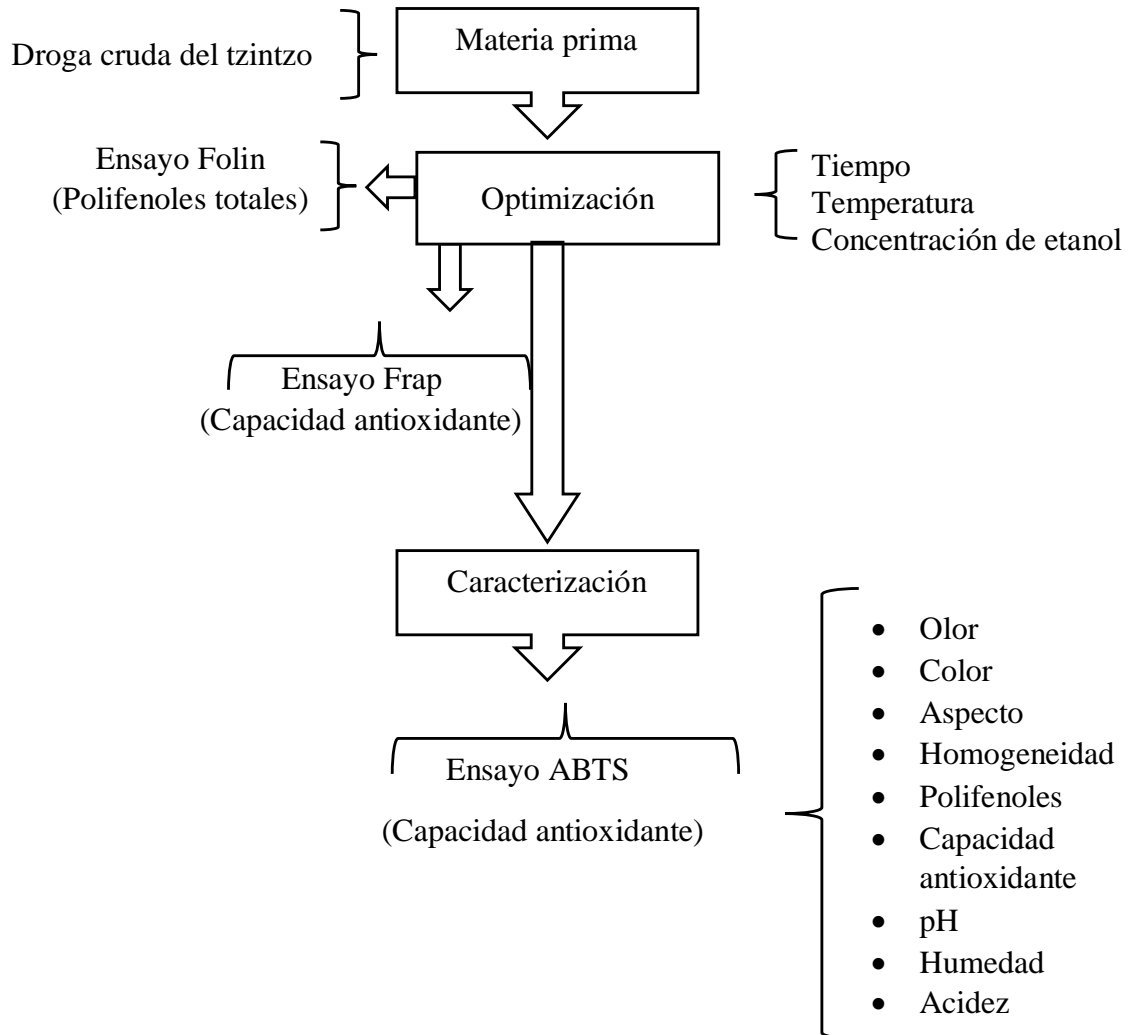 Droga cruda del tzintzo
Materia prima
Ensayo Folin
(Polifenoles totales)
Optimización
Tiempo
Temperatura
Concentración de etanol
Ensayo Frap
(Capacidad antioxidante)
Caracterización
Ensayo ABTS
(Capacidad antioxidante)
• Olor
• Color
• Aspecto
• Homogeneidad
• Polifenoles
• Capacidad
antioxidante
• pH
• Humedad
• Acidez